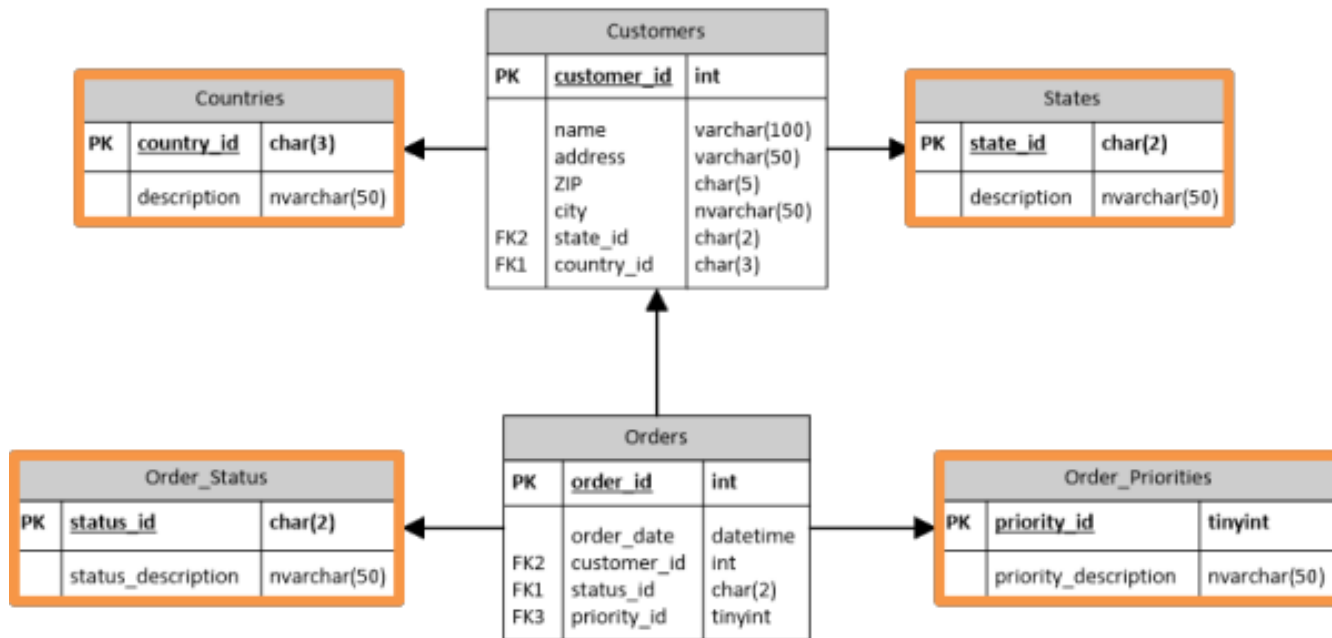 Customers
PK customer_id int
name varchar(100)
address varchar(50)
ZIP char(5)
city nvarchar(50)
FK2 state_id char(2)
FK1 country_id char(3)
Countries
PK country_id char(3)
description nvarchar(50)
States
PK state_id char(2)
description nvarchar(50)
Orders
PK order_id int
order_date datetime
FK2 customer_id int
FK1 status_id char(2)
FK3 priority_id tinyint
Order_Status
PK status_id char(2)
status_description nvarchar(50)
Order_Priorities
PK priority_id tinyint
priority_description nvarchar(50)